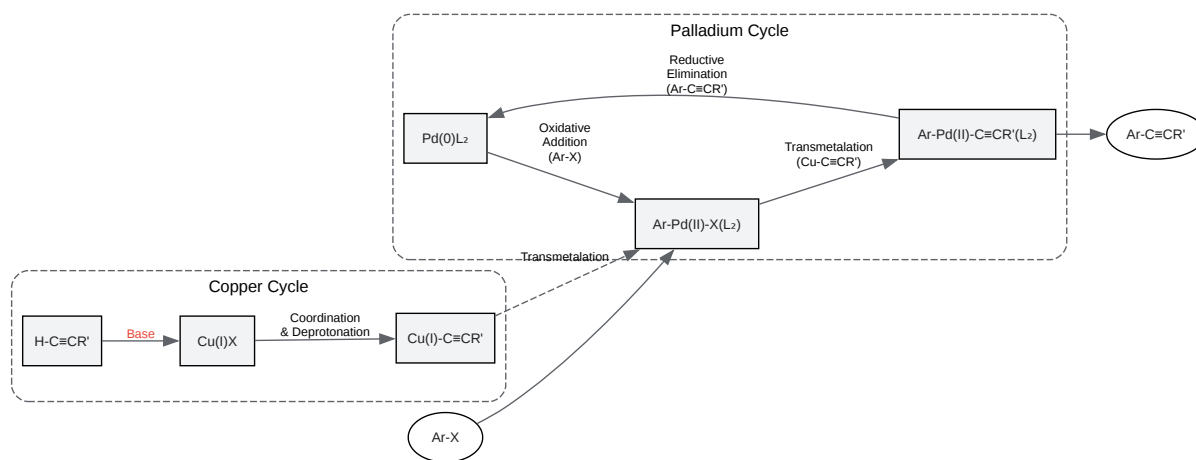 Palladium Cycle
Reductive
Elimination
(Ar-C≡CR')
Pd(0)L₂
Oxidative
Addition
(Ar-X)
Transmetalation
(Cu-C≡CR')
Ar-Pd(II)-C≡CR'(L₂)
Ar-C≡CR'
Ar-Pd(II)-X(L₂)
Transmetalation
Copper Cycle
H-C≡CR'
Base
Cu(I)X
Coordination
& Deprotonation
Cu(I)-C≡CR'
Ar-X